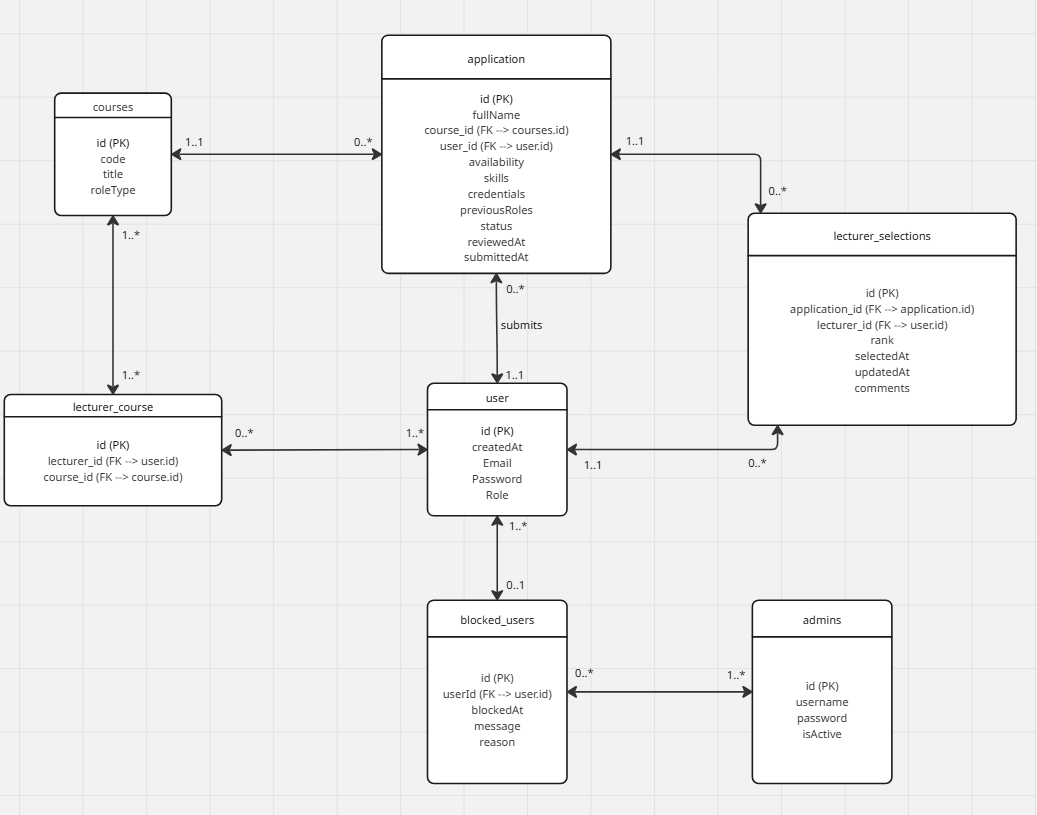 application
id (PK)
fullName
course_id (FK --> courses.id)
user_id (FK --> user.id)
availability
skills
credentials
previousRoles
status
reviewedAt
submittedAt
courses
id (PK)
code
title
roleType
1..1
0..*
1..1
0..*
lecturer_selections
id (PK)
application_id (FK --> application.id)
lecturer_id (FK --> user.id)
rank
selectedAt
updatedAt
comments
1..*
1..*
0..*
submits
1..1
lecturer_course
id (PK)
lecturer_id (FK --> user.id)
course_id (FK --> course.id)
0..*
1..*
user
id (PK)
createdAt
Email
Password
Role
1..1
0..*
1..*
0..1
blocked_users
id (PK)
userId (FK --> user.id)
blockedAt
message
reason
0..*
1..*
admins
id (PK)
username
password
isActive